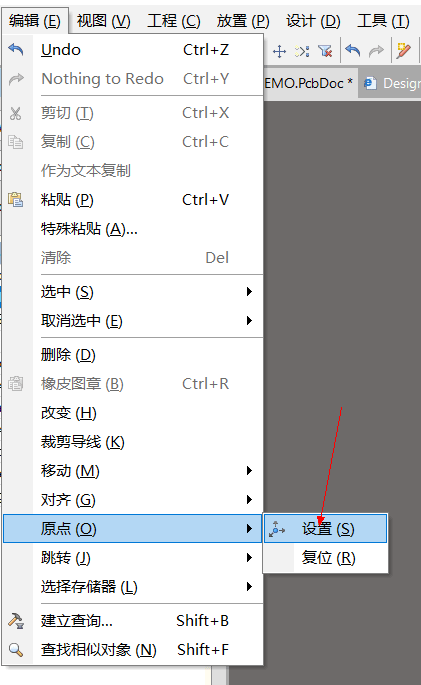 编辑 (E) 视图 (V) 工程 (C) 放置 (P) 设计 (D) 工具 (T)
Undo Ctrl+Z
Nothing to Redo Ctrl+Y
EMO.PcbDoc * Design
剪切 (T) Ctrl+X
复制 (C) Ctrl+C
作为文本复制
粘贴 (P) Ctrl+V
特殊粘贴 (A)...
清除 Del
选中 (S)
取消选中 (E)
删除 (D)
橡皮图章 (B) Ctrl+R
改变 (H)
裁剪导线 (K)
移动 (M)
对齐 (G)
原点 (O) 设置 (S)
跳转 (J) 复位 (R)
选择存储器 (L)
建立查询... Shift+B
查找相似对象 (N) Shift+F